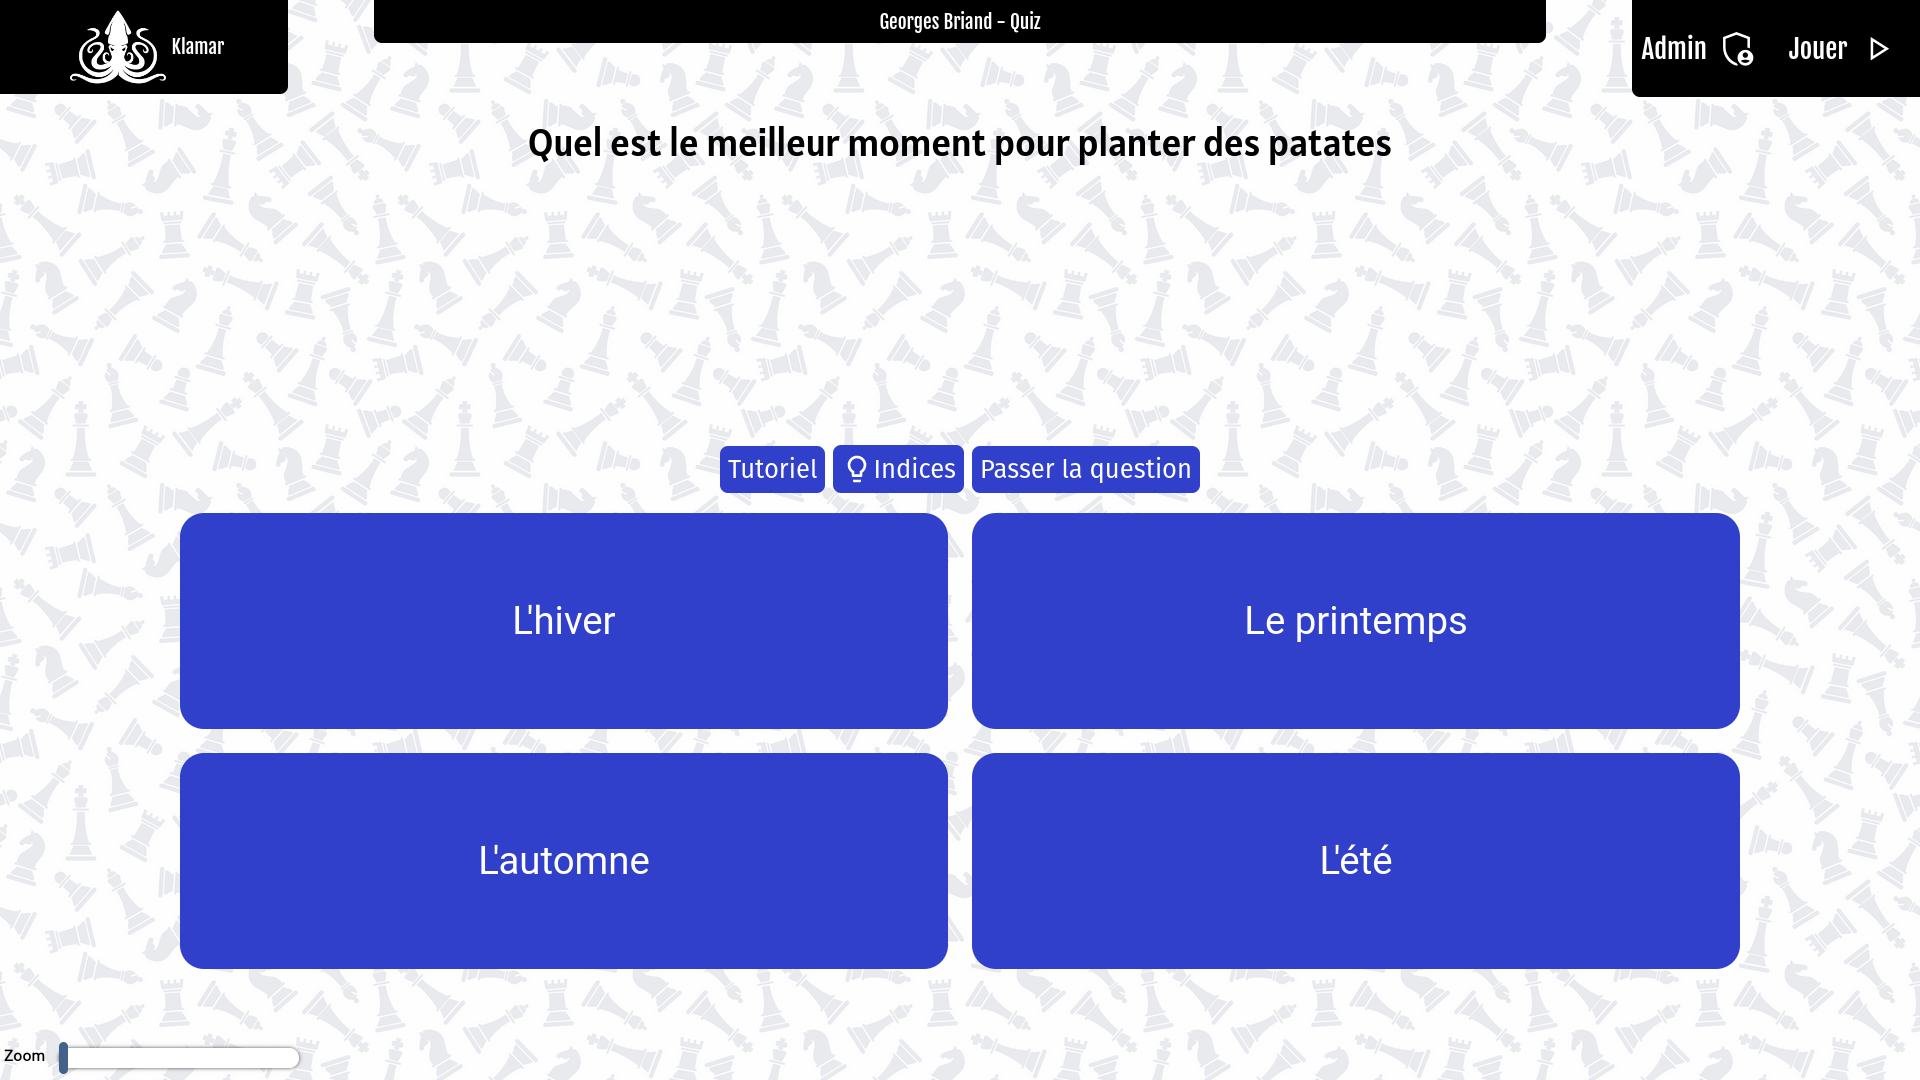 Klamar
Georges Briand - Quiz
Admin
Jouer
Quel est le meilleur moment pour planter des patates
Tutoriel
Indices
Passer la question
L'hiver
Le printemps
L'automne
L'été
Zoom